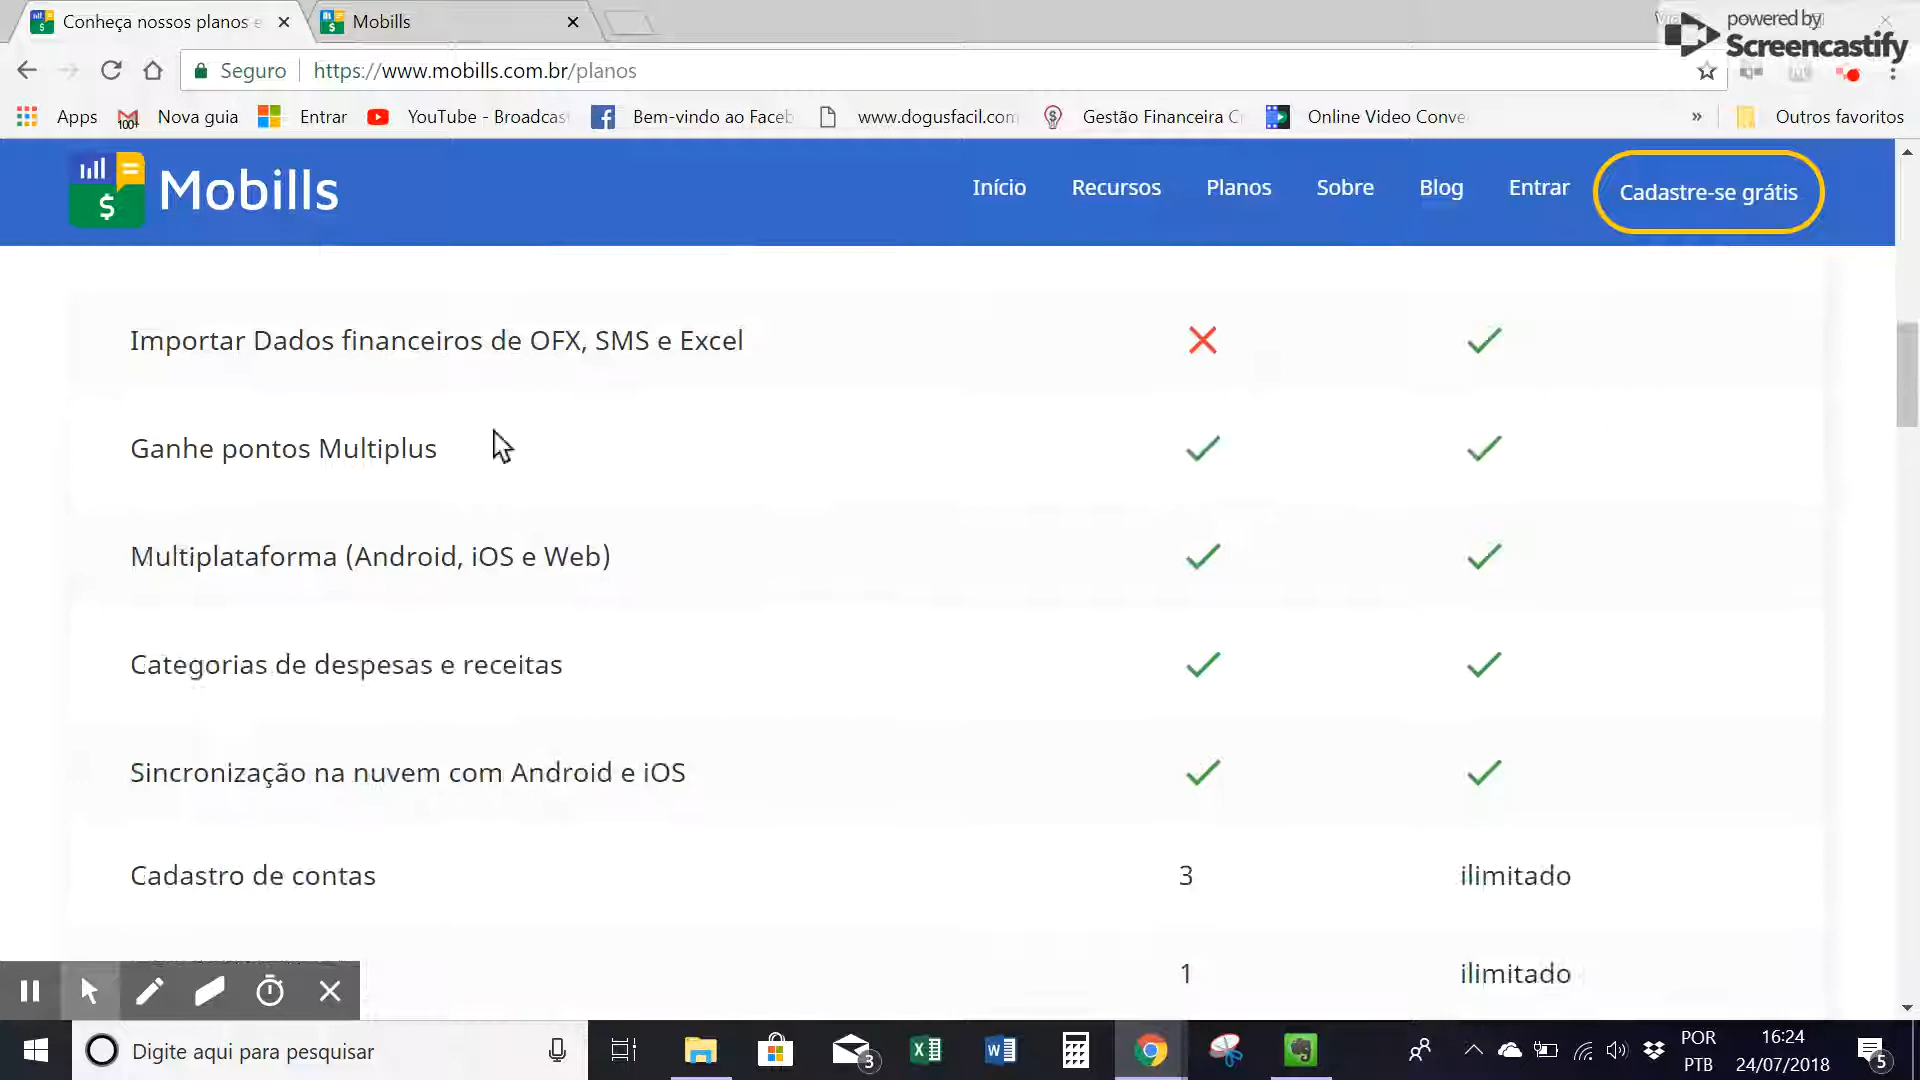 Conheça nossos planos e
Mobills
powered by
Screencastify
Seguro
https://www.mobills.com.br/planos
Apps
100+
Nova guia
Entrar
YouTube - Broadcas
Bem-vindo ao Faceb
www.dogusfacil.com
Gestão Financeira C
Online Video Conve
»
Outros favoritos
$
Mobills
Início
Recursos
Planos
Sobre
Blog
Entrar
Cadastre-se grátis
Importar Dados financeiros de OFX, SMS e Excel
Ganhe pontos Multiplus
Multiplataforma (Android, iOS e Web)
Categorias de despesas e receitas
Sincronização na nuvem com Android e iOS
Cadastro de contas
3
ilimitado
1
ilimitado
Digite aqui para pesquisar
3
POR
PTB
16:24
24/07/2018
5